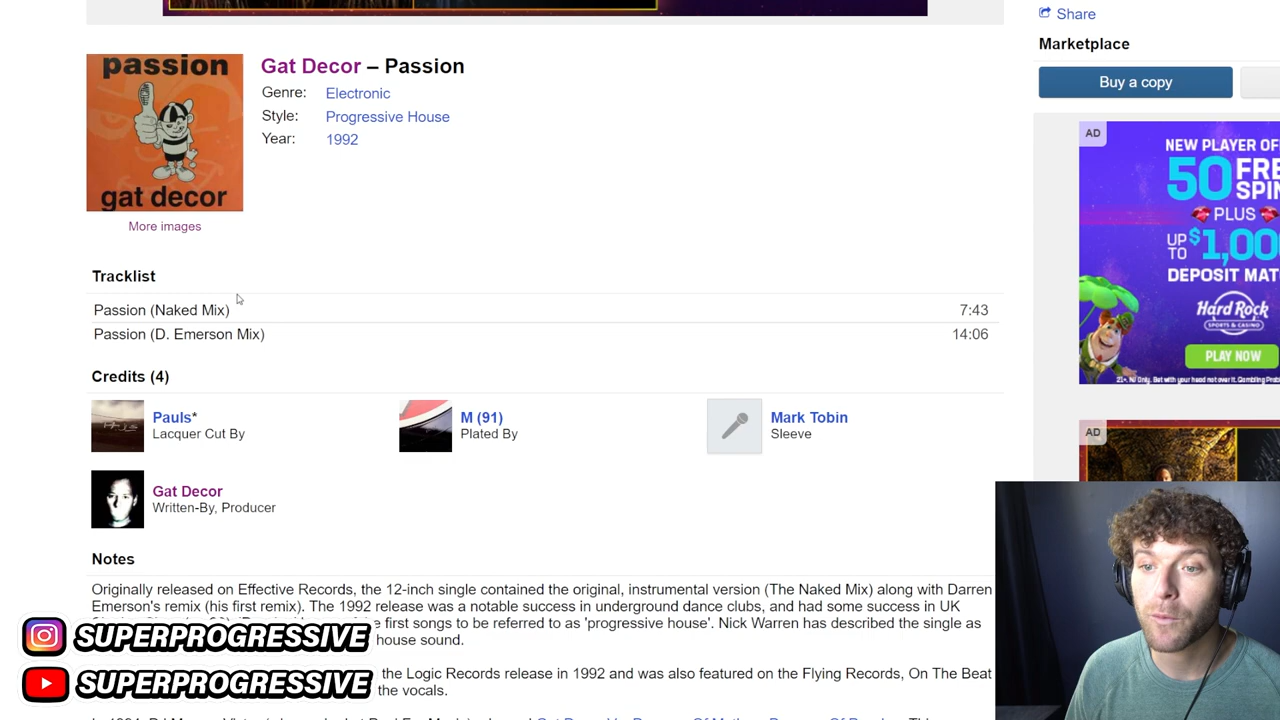 Share
Marketplace
Buy a copy
passion
gat decor
More images
Gat Decor – Passion
Genre: Electronic
Style: Progressive House
Year: 1992
Tracklist
Passion (Naked Mix) 7:43
Passion (D. Emerson Mix) 14:06
Credits (4)
Pauls*
Lacquer Cut By
M (91)
Plated By
Mark Tobin
Sleeve
Gat Decor
Written-By, Producer
Notes
Originally released on Effective Records, the 12-inch single contained the original, instrumental version (The Naked Mix) along with Darren
Emerson's remix (his first remix). The 1992 release was a notable success in underground dance clubs, and had some success in UK
first songs to be referred to as 'progressive house'. Nick Warren has described the single as
house sound.
the Logic Records release in 1992 and was also featured on the Flying Records, On The Beat
the vocals.
SUPERPROGRESSIVE
SUPERPROGRESSIVE
AD
NEW PLAYER OF
50 FRE
SPIN
PLUS
UP TO $1,00
DEPOSIT MAT
Hard Rock
SPORTS & CASINO
PLAY NOW
AD